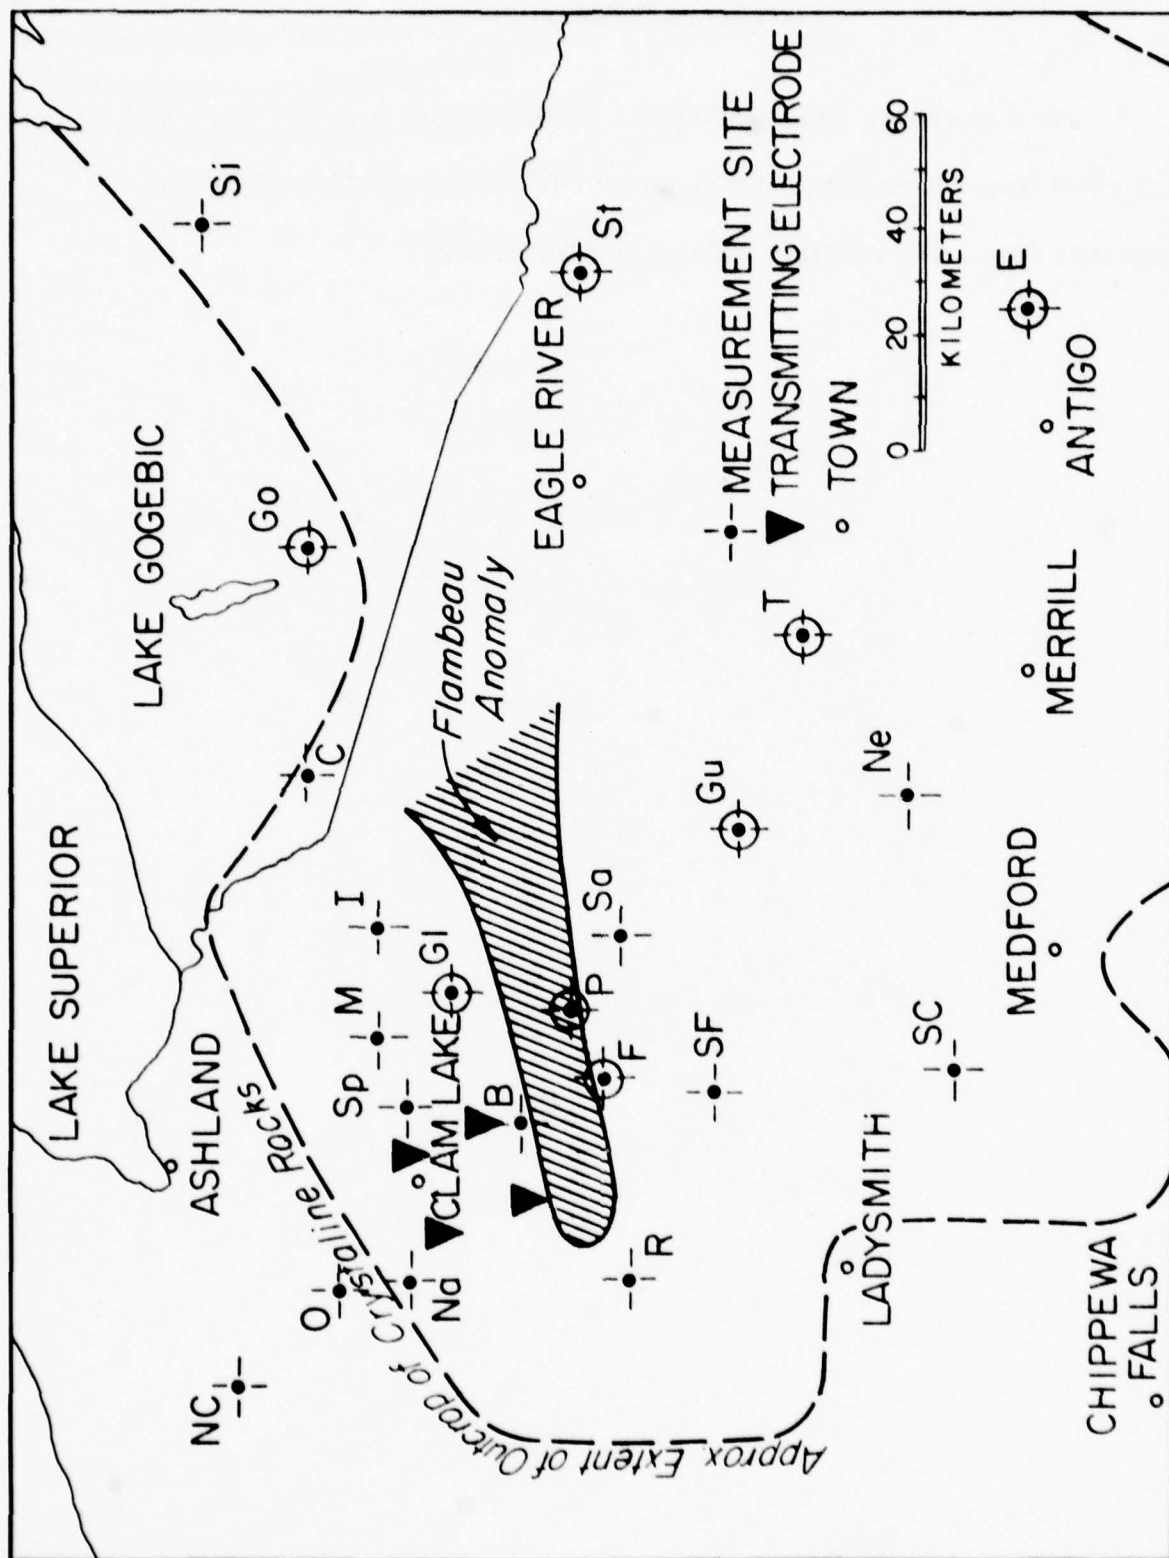 LAKE SUPERIOR
LAKE GOGEBIC
ASHLAND
NC
O
Na
Sp
M
I
C
Go
Si
CLAM LAKE
Gl
B
Flambeau
Anomaly
EAGLE RIVER
St
P
F
Sa
R
SF
Gu
T
Ne
SC
E
LADYSMITH
MEDFORD
MERRILL
ANTIGO
CHIPPEWA
FALLS
Approx. Extent of Outcrop of Crystalline Rocks
MEASUREMENT SITE
TRANSMITTING ELECTRODE
TOWN
0 20 40 60
KILOMETERS